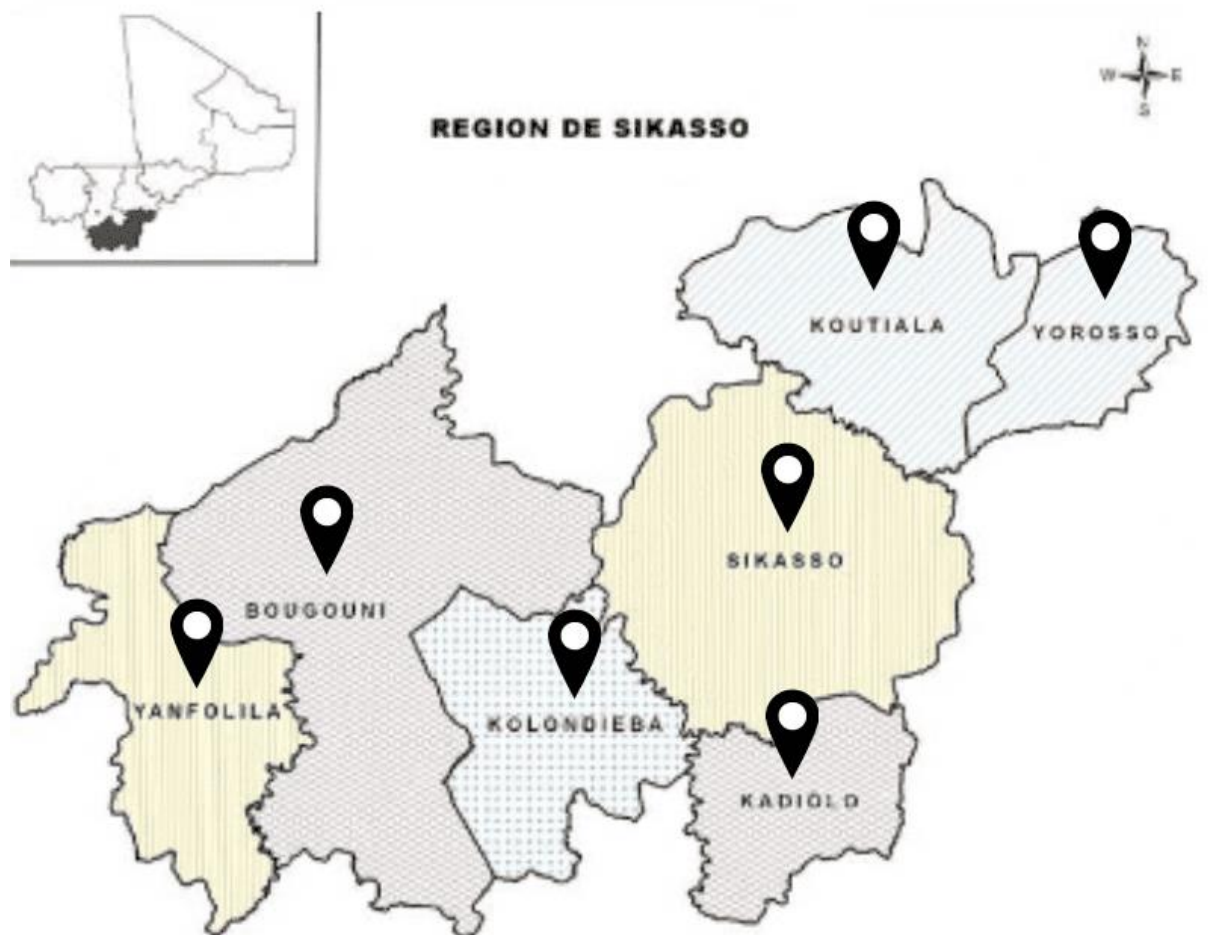 N
W E
S
REGION DE SIKASSO
KOUTIALA
YOROSSO
SIKASSO
BOUGOUNI
YANFOLILA
KOLONDIEBA
KADIOLO